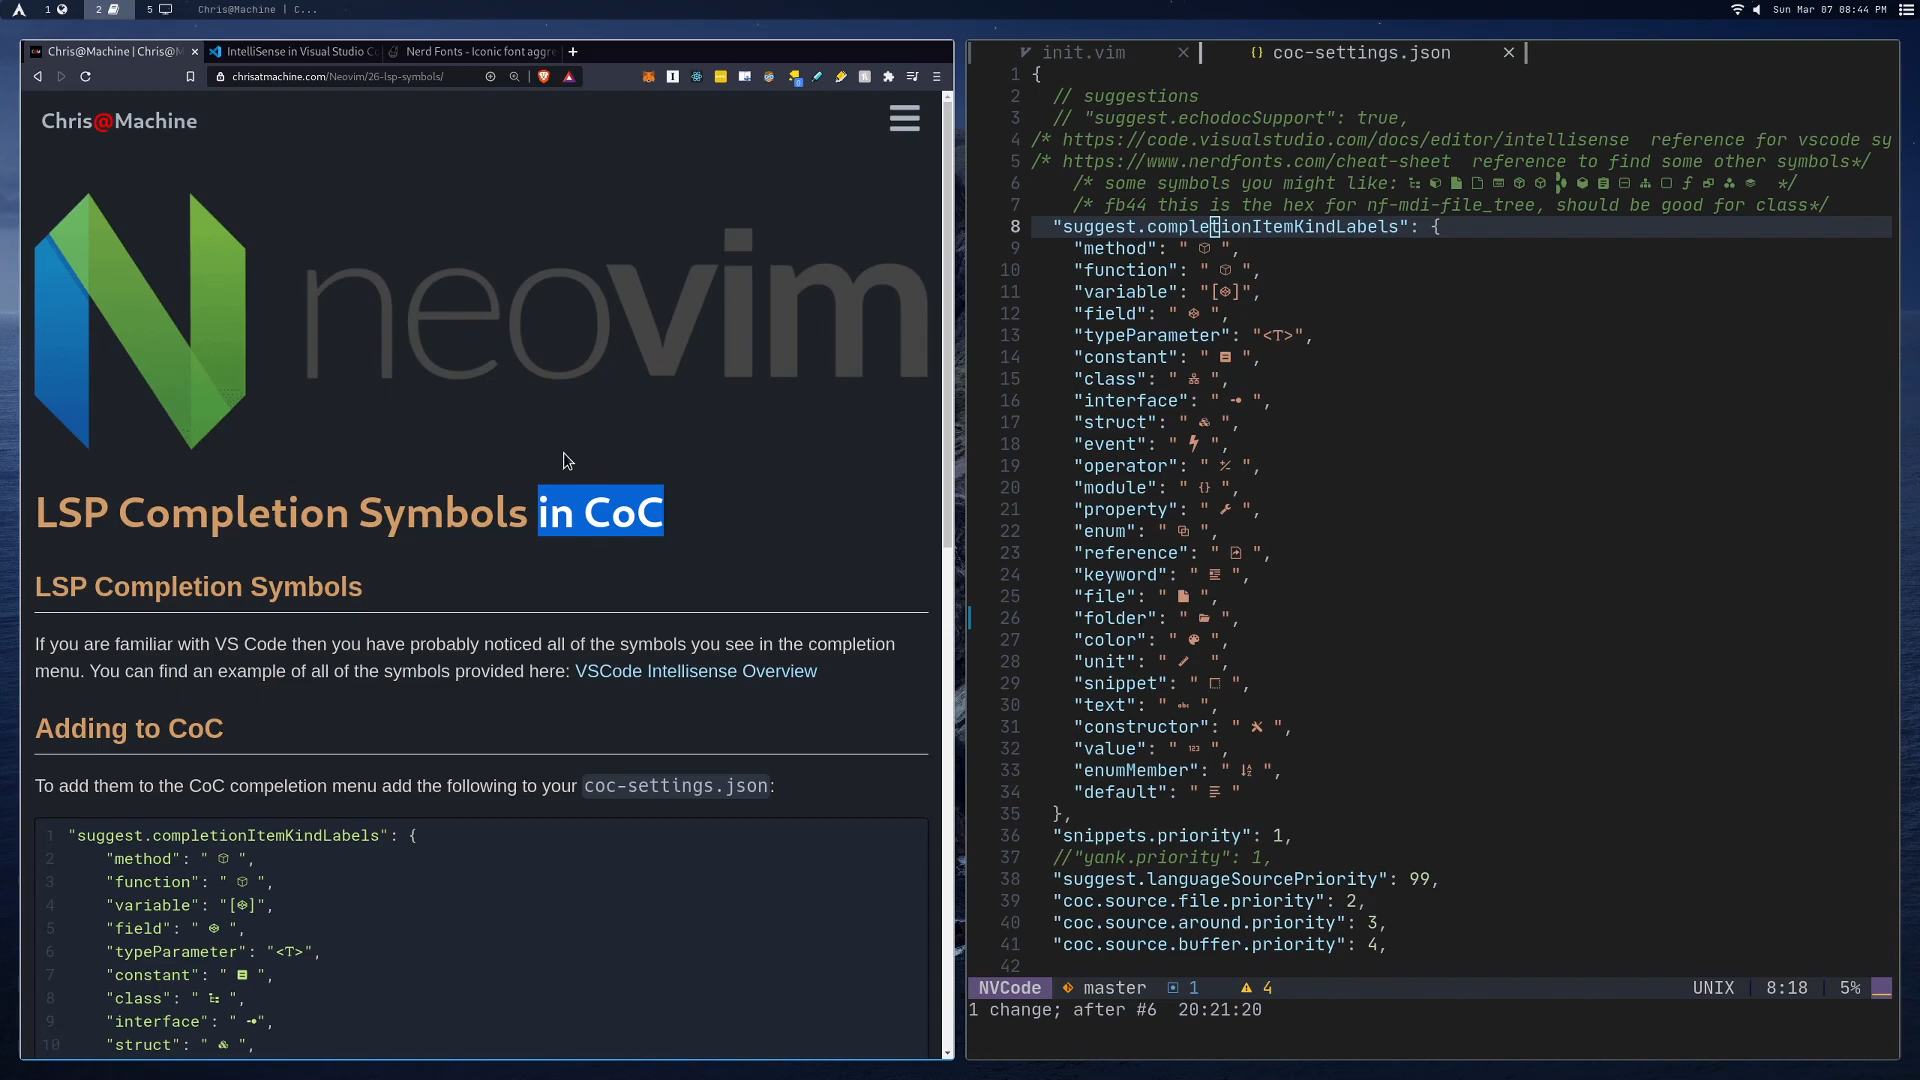 1
2
5
Chris@Machine | C...
Sun Mar 07 08:44 PM
Chris@Machine | Chris@M
IntelliSense in Visual Studio Co
Nerd Fonts - Iconic font aggre
chrisatmachine.com/Neovim/26-lsp-symbols/
Chris@Machine
neovim
LSP Completion Symbols in CoC
LSP Completion Symbols
If you are familiar with VS Code then you have probably noticed all of the symbols you see in the completion
menu. You can find an example of all of the symbols provided here: VSCode Intellisense Overview
Adding to CoC
To add them to the CoC compeletion menu add the following to your coc-settings.json:
1 "suggest.completionItemKindLabels": {
2 "method": "  ",
3 "function": "  ",
4 "variable": "[]",
5 "field": "  ",
6 "typeParameter": "<T>",
7 "constant": "  ",
8 "class": "  ",
9 "interface": " ",
10 "struct": "  ",
init.vim
{} coc-settings.json
1 {
2 // suggestions
3 // "suggest.echodocSupport": true,
4 /* https://code.visualstudio.com/docs/editor/intellisense reference for vscode sy
5 /* https://www.nerdfonts.com/cheat-sheet reference to find some other symbols*/
6 /* some symbols you might like: */
7 /* fb44 this is the hex for nf-mdi-file_tree, should be good for class*/
8 "suggest.completionItemKindLabels": {
9 "method": "  ",
10 "function": "  ",
11 "variable": "[]",
12 "field": "  ",
13 "typeParameter": "<T>",
14 "constant": "  ",
15 "class": "  ",
16 "interface": "  ",
17 "struct": "  ",
18 "event": "  ",
19 "operator": "  ",
20 "module": " {} ",
21 "property": "  ",
22 "enum": "  ",
23 "reference": "  ",
24 "keyword": "  ",
25 "file": "  ",
26 "folder": "  ",
27 "color": "  ",
28 "unit": "  ",
29 "snippet": "  ",
30 "text": " abc ",
31 "constructor": "  ",
32 "value": " 123 ",
33 "enumMember": "  ",
34 "default": "  "
35 },
36 "snippets.priority": 1,
37 //"yank.priority": 1,
38 "suggest.languageSourcePriority": 99,
39 "coc.source.file.priority": 2,
40 "coc.source.around.priority": 3,
41 "coc.source.buffer.priority": 4,
42
NVCode master 1 4 UNIX 8:18 5%
1 change; after #6 20:21:20